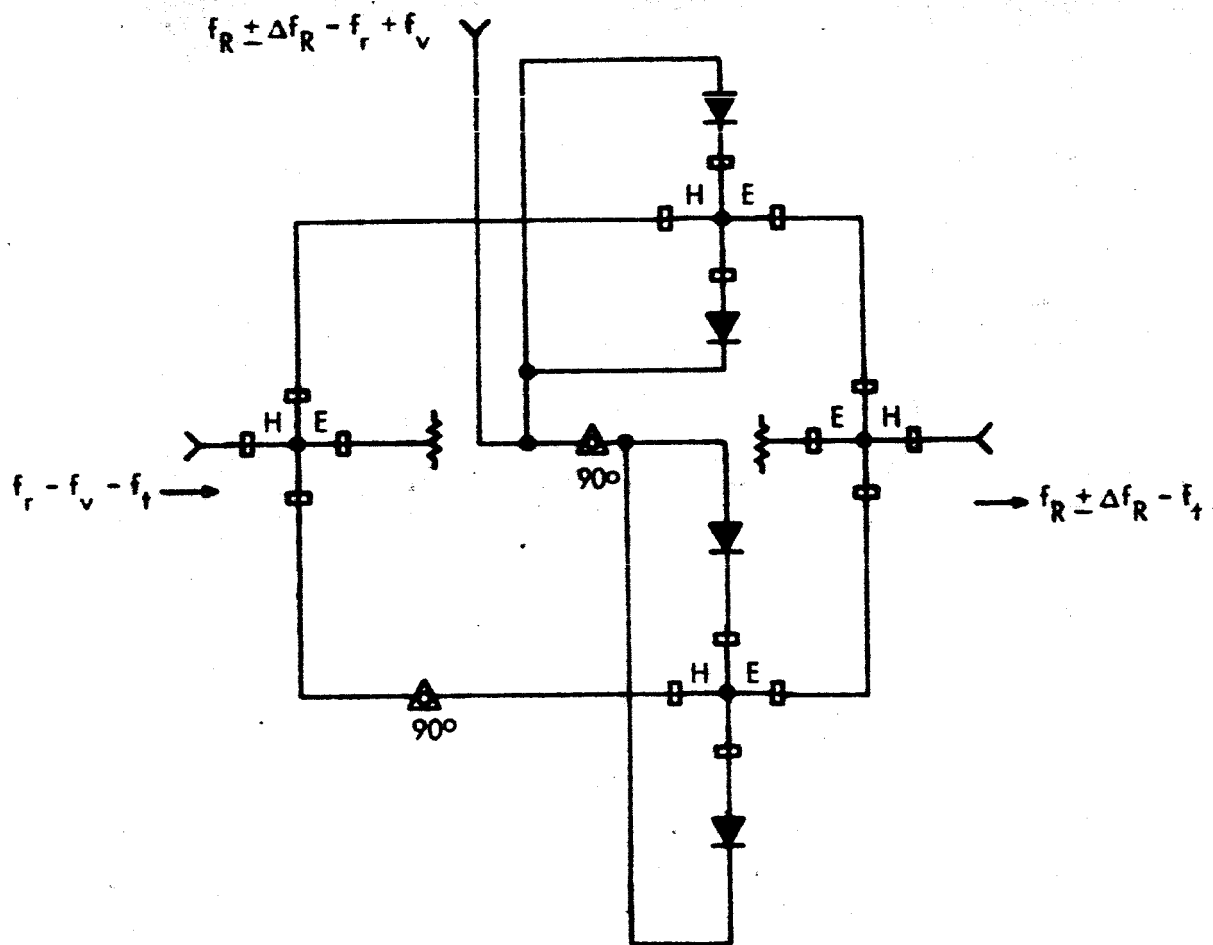 f_R ± Δf_R - f_r + f_v
H E
H E
E H
90°
f_r - f_v - f_t
f_R ± Δf_R - f_t
H E
90°